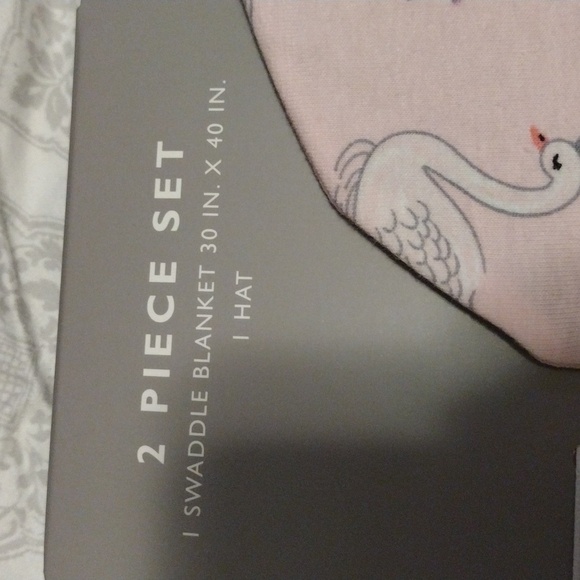 2 PIECE SET
1 SWADDLE BLANKET 30 IN. X 40 IN.
1 HAT